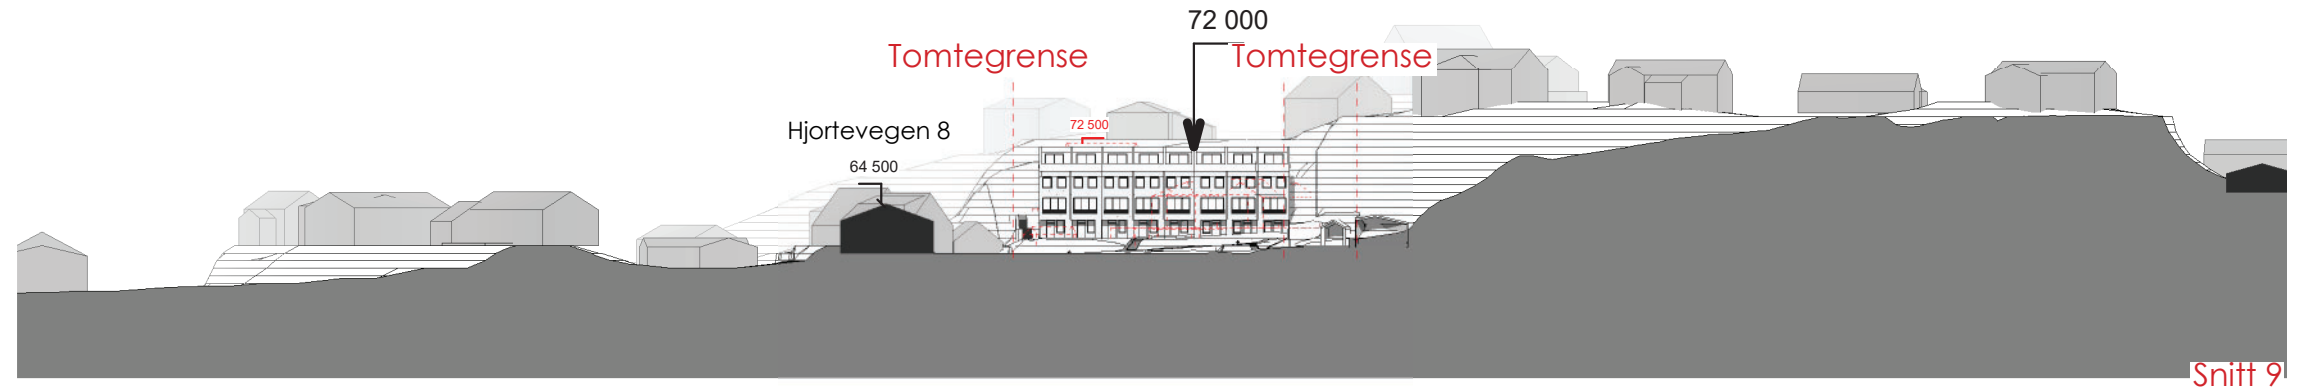 72 000
Tomtegrense
Tomtegrense
Hjortevegen 8
72 500
64 500
Snitt 9